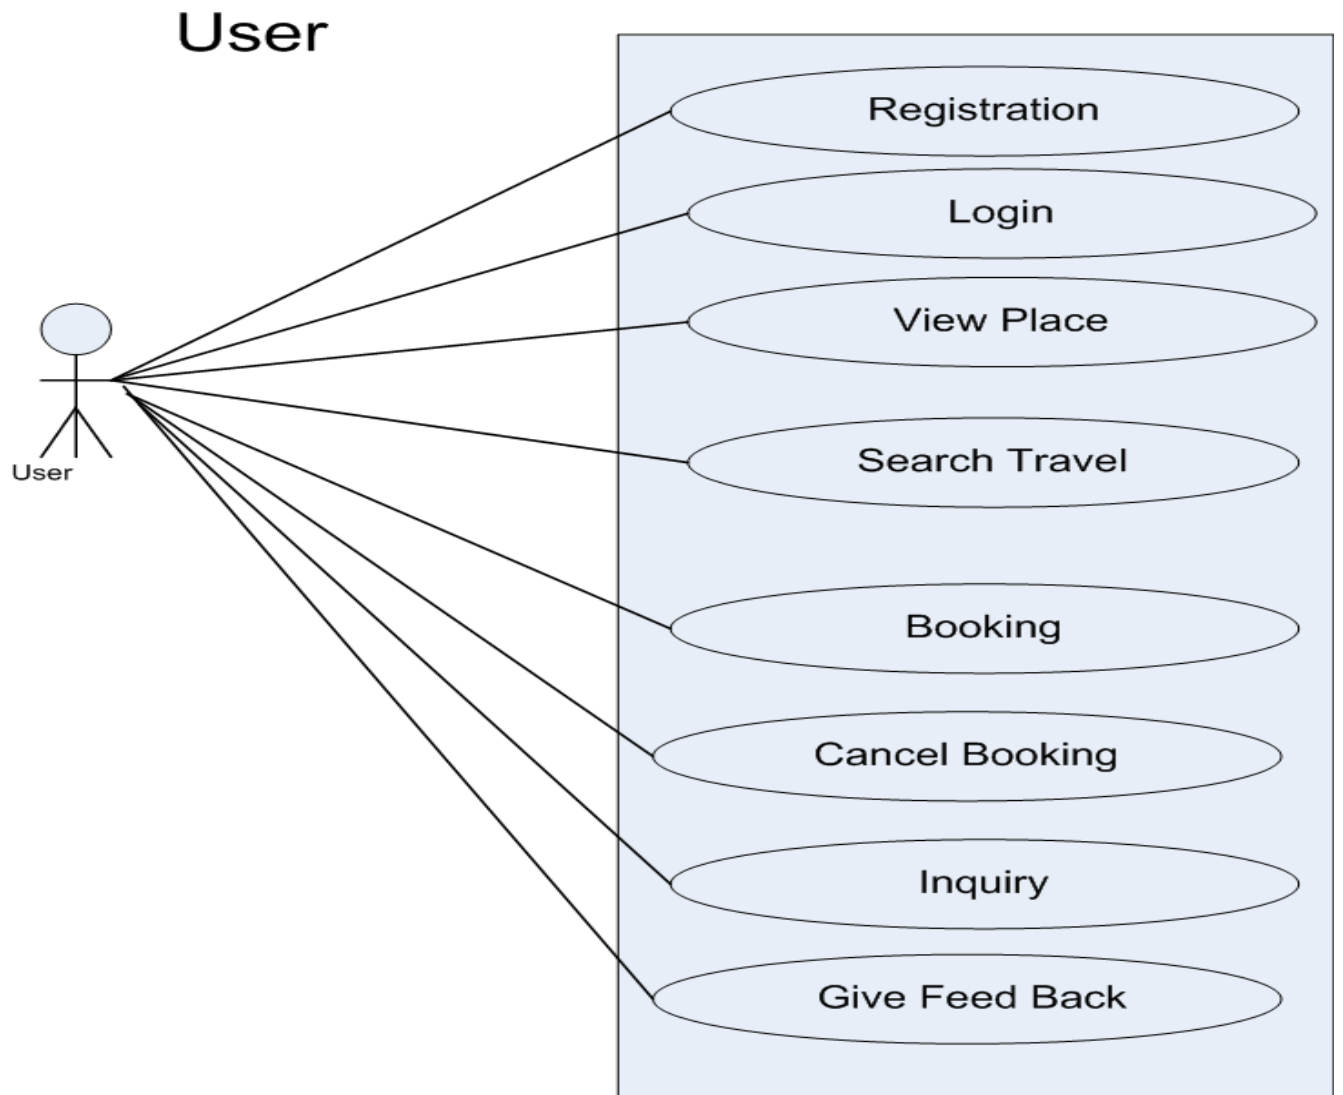 User
Registration
Login
View Place
Search Travel
User
Booking
Cancel Booking
Inquiry
Give Feed Back